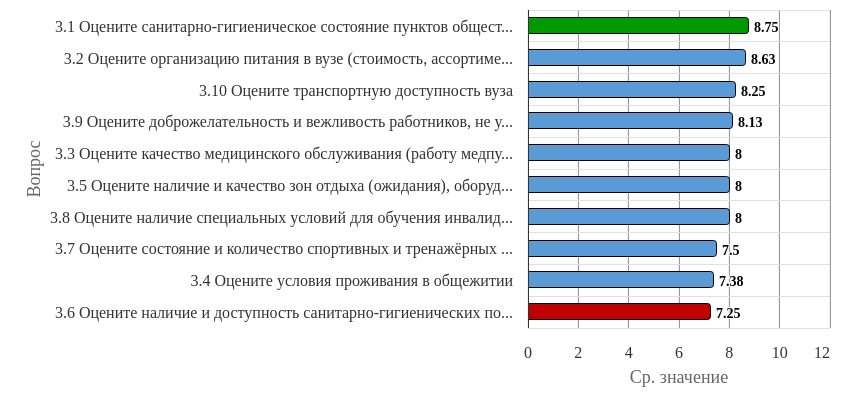 3.1 Оцените санитарно-гигиеническое состояние пунктов общест... 8.75
3.2 Оцените организацию питания в вузе (стоимость, ассортиме... 8.63
3.10 Оцените транспортную доступность вуза 8.25
3.9 Оцените доброжелательность и вежливость работников, не у... 8.13
3.3 Оцените качество медицинского обслуживания (работу медпу... 8
3.5 Оцените наличие и качество зон отдыха (ожидания), оборуд... 8
3.8 Оцените наличие специальных условий для обучения инвалид... 8
3.7 Оцените состояние и количество спортивных и тренажёрных ... 7.5
3.4 Оцените условия проживания в общежитии 7.38
3.6 Оцените наличие и доступность санитарно-гигиенических по... 7.25
Вопрос
0 2 4 6 8 10 12
Ср. значение